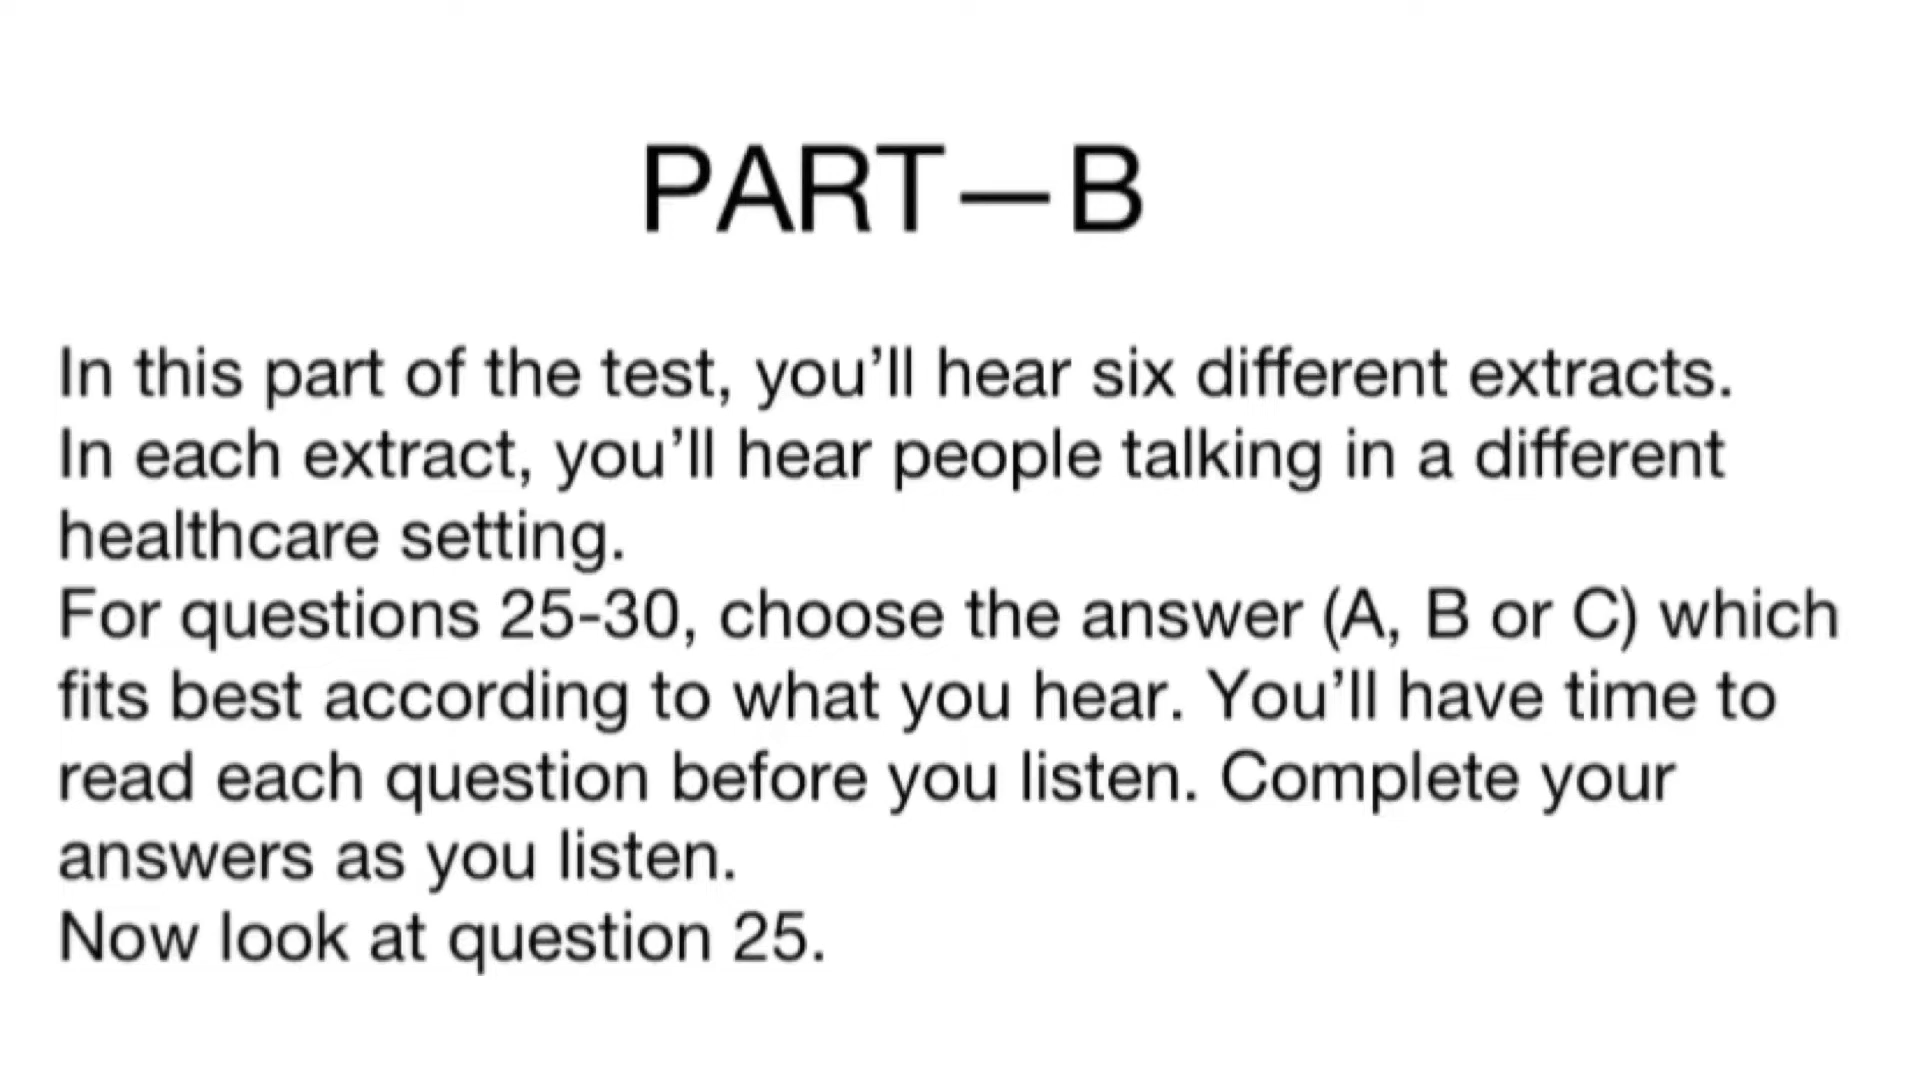 PART—B
In this part of the test, you’ll hear six different extracts.
In each extract, you’ll hear people talking in a different
healthcare setting.
For questions 25-30, choose the answer (A, B or C) which
fits best according to what you hear. You’ll have time to
read each question before you listen. Complete your
answers as you listen.
Now look at question 25.